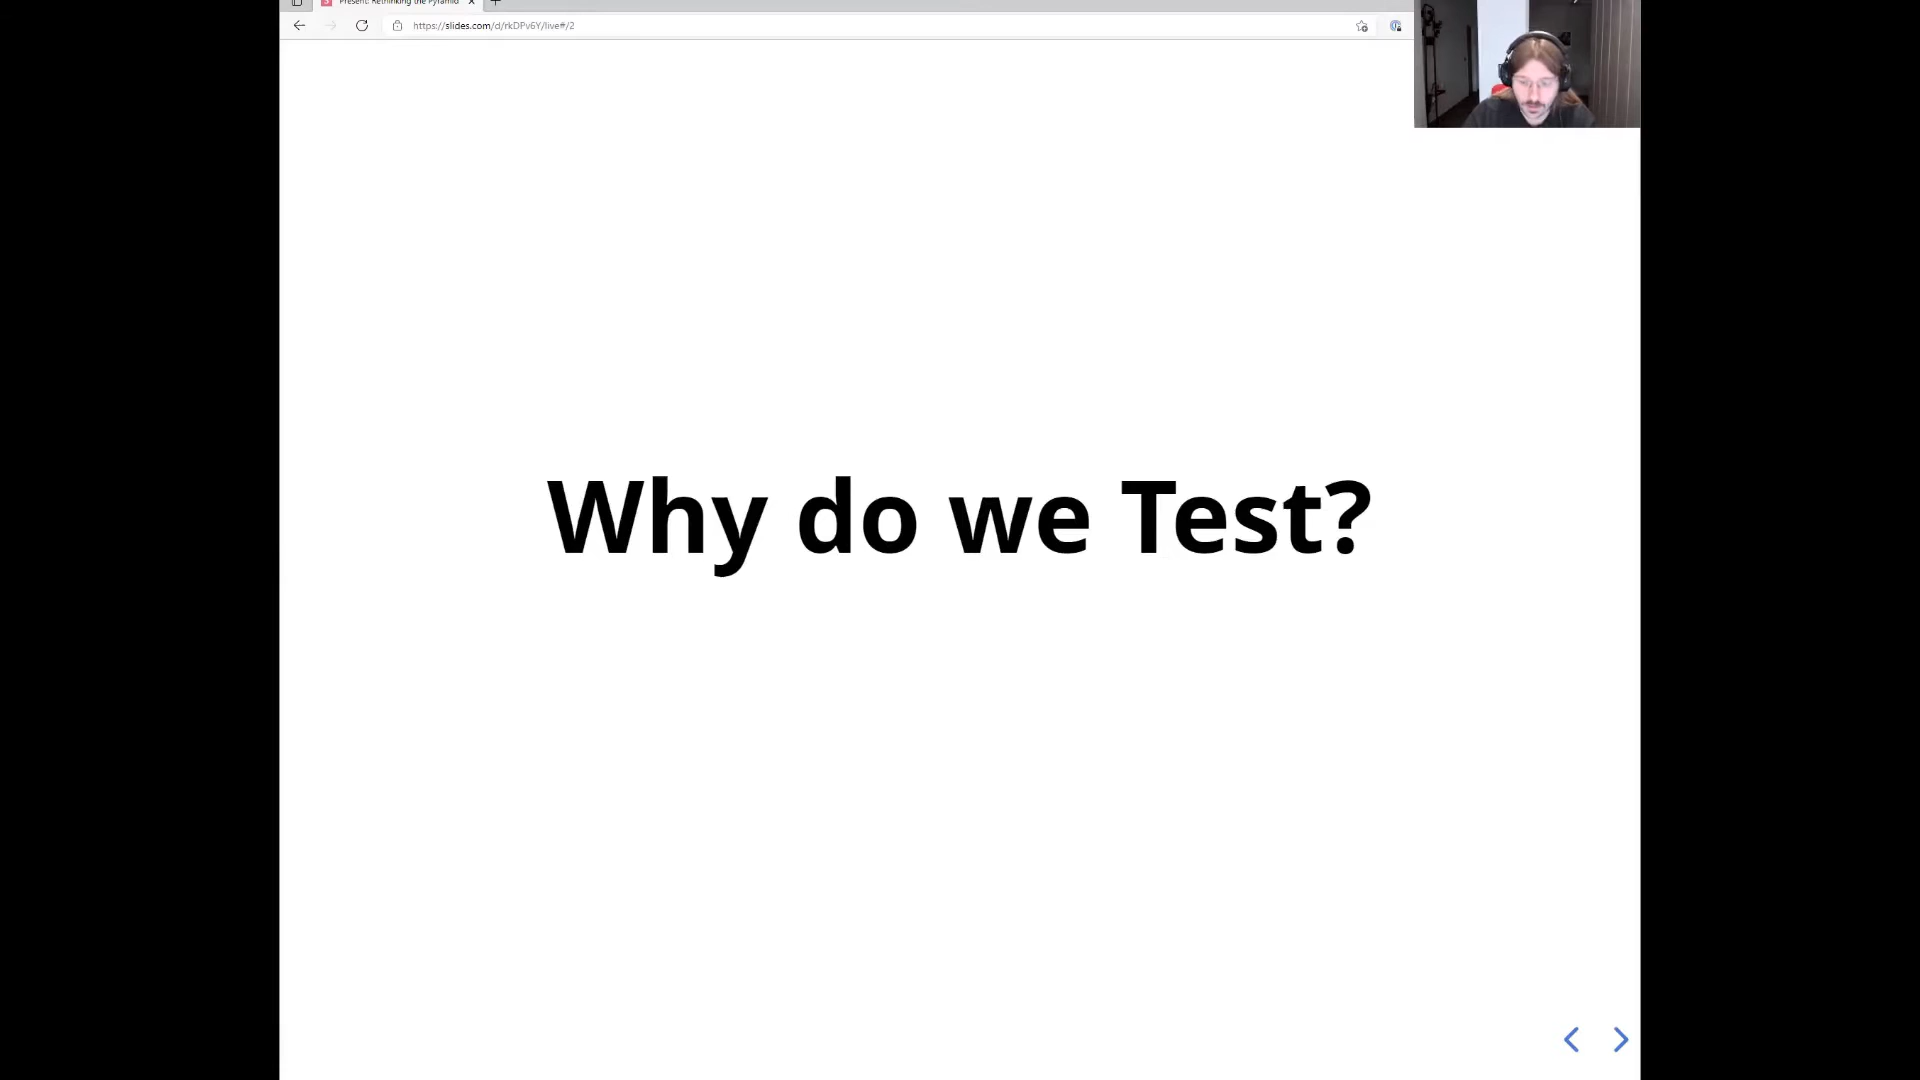 Present: Rethinking the Pyramid
https://slides.com/d/rkDPv6Y/live#/2
Why do we Test?